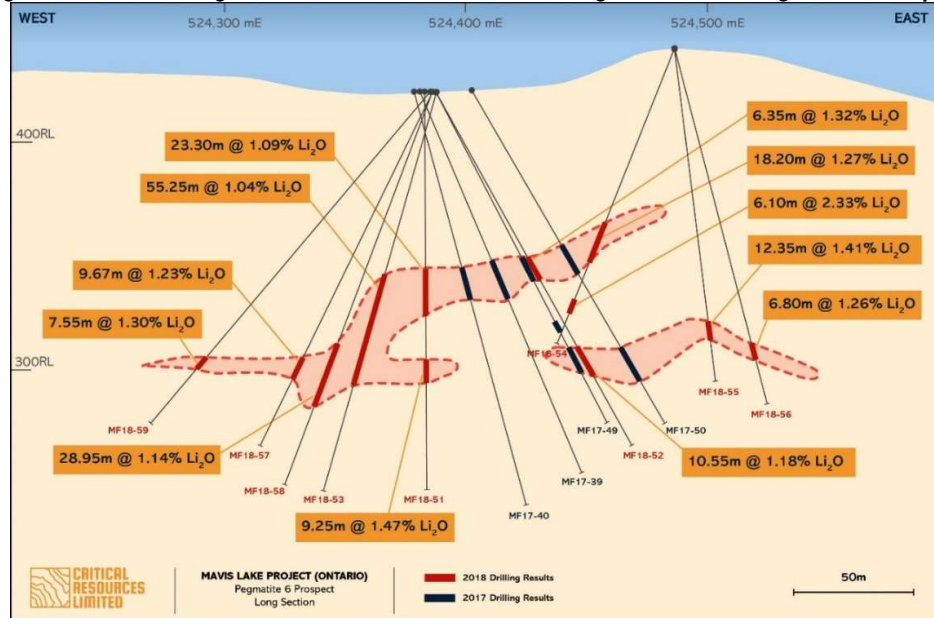 WEST
524,300 mE
524,400 mE
524,500 mE
EAST
400RL
23.30m @ 1.09% Li₂O
55.25m @ 1.04% Li₂O
6.35m @ 1.32% Li₂O
18.20m @ 1.27% Li₂O
6.10m @ 2.33% Li₂O
12.35m @ 1.41% Li₂O
9.67m @ 1.23% Li₂O
6.80m @ 1.26% Li₂O
7.55m @ 1.30% Li₂O
300RL
MF18-54
MF18-55
MF18-56
MF18-59
MF17-49
MF17-50
MF18-57
MF18-52
28.95m @ 1.14% Li₂O
10.55m @ 1.18% Li₂O
MF18-58
MF18-53
MF18-51
MF17-39
MF17-40
9.25m @ 1.47% Li₂O
CRITICAL
RESOURCES
LIMITED
MAVIS LAKE PROJECT (ONTARIO)
Pegmatite 6 Prospect
Long Section
2018 Drilling Results
2017 Drilling Results
50m